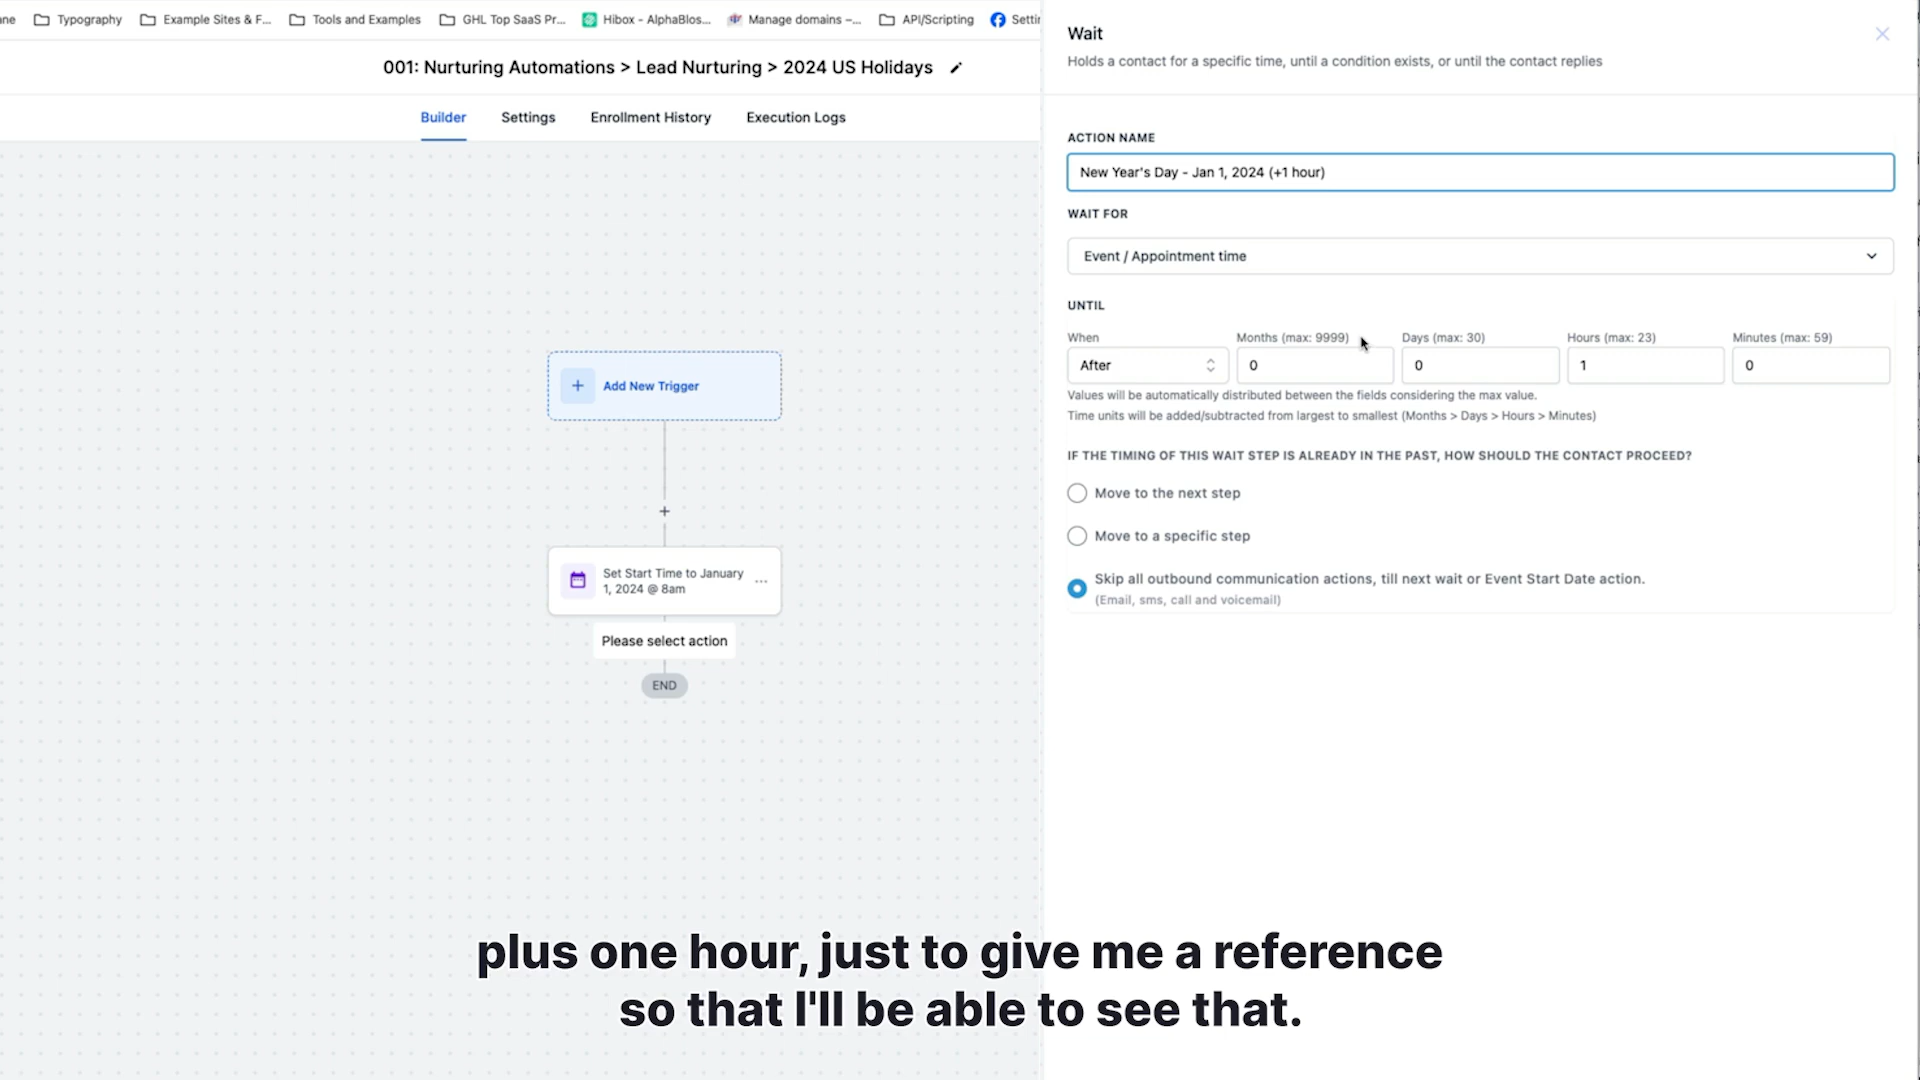 Typography
Example Sites & F...
Tools and Examples
GHL Top SaaS Pr...
Hibox - AlphaBlos...
Manage domains –...
API/Scripting
001: Nurturing Automations > Lead Nurturing > 2024 US Holidays
Builder
Settings
Enrollment History
Execution Logs
Add New Trigger
Set Start Time to January
1, 2024 @ 8am
Please select action
END
Wait
Holds a contact for a specific time, until a condition exists, or until the contact replies
ACTION NAME
New Year's Day - Jan 1, 2024 (+1 hour)
WAIT FOR
Event / Appointment time
UNTIL
When
Months (max: 9999)
Days (max: 30)
Hours (max: 23)
Minutes (max: 59)
After
0
0
1
0
Values will be automatically distributed between the fields considering the max value.
Time units will be added/subtracted from largest to smallest (Months > Days > Hours > Minutes)
IF THE TIMING OF THIS WAIT STEP IS ALREADY IN THE PAST, HOW SHOULD THE CONTACT PROCEED?
Move to the next step
Move to a specific step
Skip all outbound communication actions, till next wait or Event Start Date action.
(Email, sms, call and voicemail)
plus one hour, just to give me a reference
so that I'll be able to see that.